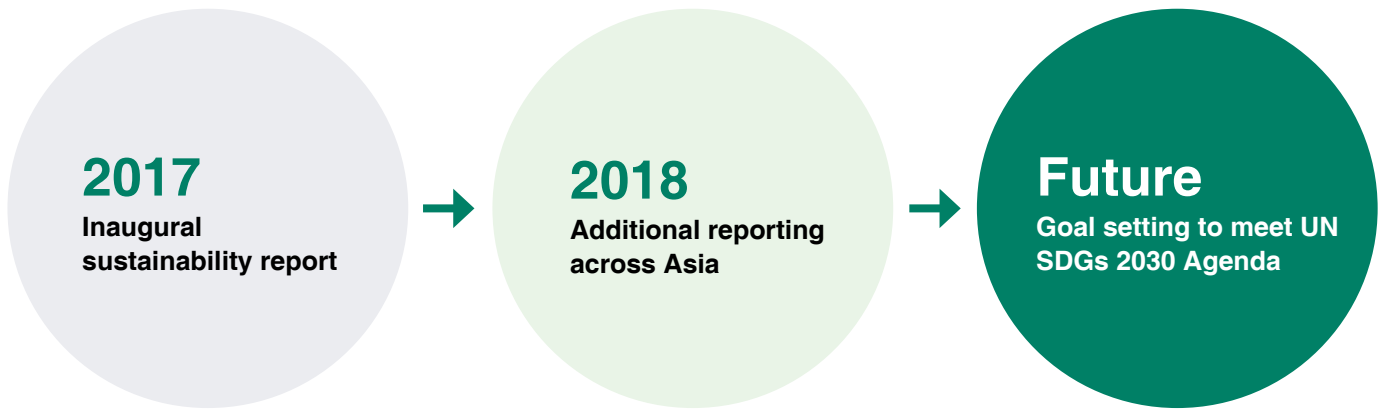 2017
Inaugural
sustainability report
2018
Additional reporting
across Asia
Future
Goal setting to meet UN
SDGs 2030 Agenda